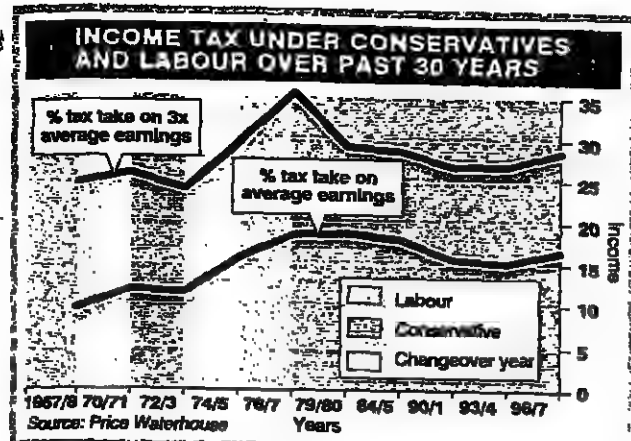 INCOME TAX UNDER CONSERVATIVES
AND LABOUR OVER PAST 30 YEARS
% tax take on 3x
average earnings
% tax take on
average earnings
35
30
25
20
15
10
5
0
Income
Labour
Conservative
Changeover year
1967/8 70/71 72/3 74/5 76/7 79/80 84/5 90/1 93/4 96/7
Source: Price Waterhouse Years